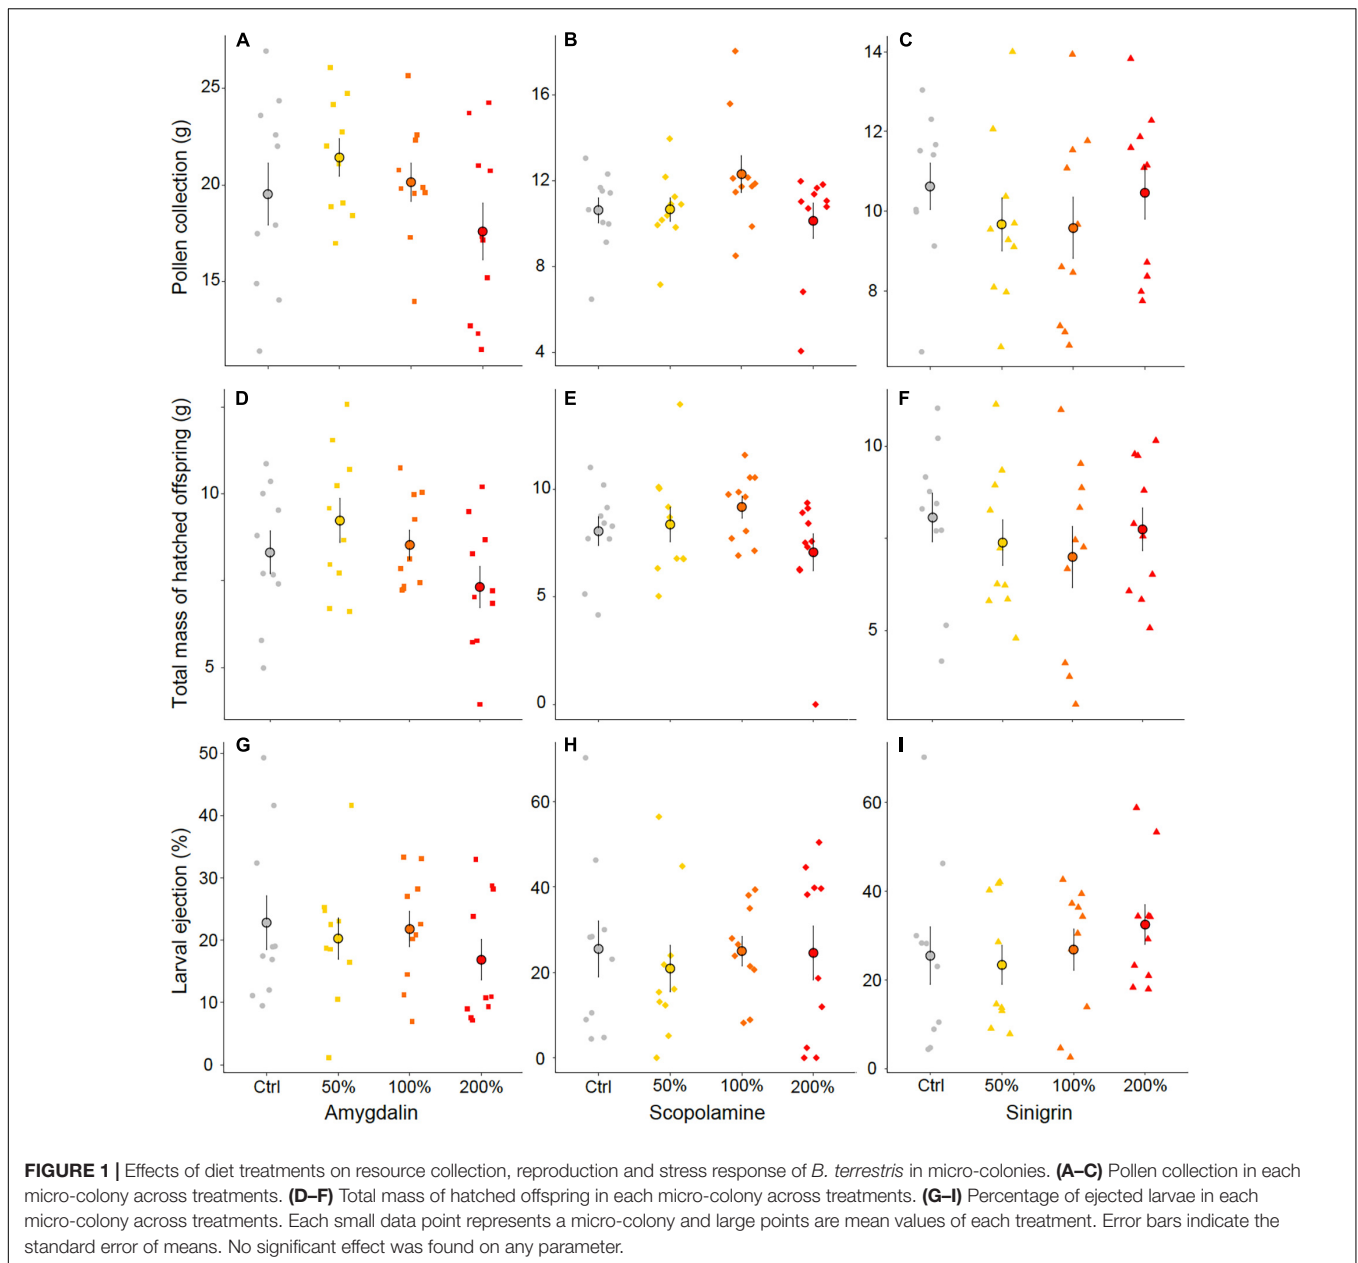 A
B
C
Pollen collection (g)
25
20
15
16
12
8
4
14
12
10
8
D
E
F
Total mass of hatched offspring (g)
10
5
10
5
0
10
5
G
H
I
Larval ejection (%)
50
40
30
20
10
0
60
40
20
0
60
40
20
0
Ctrl 50% 100% 200%
Ctrl 50% 100% 200%
Ctrl 50% 100% 200%
Amygdalin
Scopolamine
Sinigrin
FIGURE 1 | Effects of diet treatments on resource collection, reproduction and stress response of B. terrestris in micro-colonies. (A–C) Pollen collection in each
micro-colony across treatments. (D–F) Total mass of hatched offspring in each micro-colony across treatments. (G–I) Percentage of ejected larvae in each
micro-colony across treatments. Each small data point represents a micro-colony and large points are mean values of each treatment. Error bars indicate the
standard error of means. No significant effect was found on any parameter.